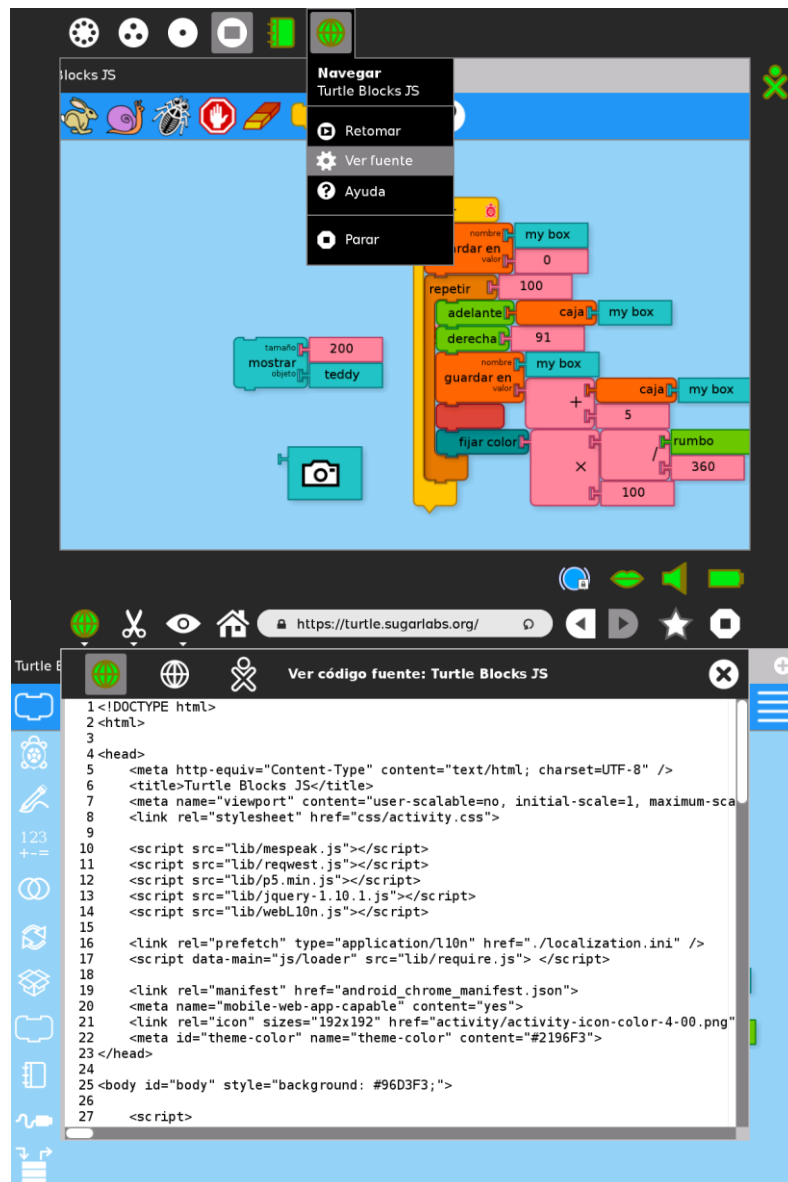 Blocks JS
Navegar
Turtle Blocks JS
Retomar
Ver fuente
Ayuda
Parar
nombre my box
guardar en
valor 0
repetir 100
adelante caja my box
derecha 91
nombre my box
guardar en
valor + caja my box
5
fijar color × / rumbo
360
100
tamaño 200
mostrar
objeto teddy
https://turtle.sugarlabs.org/
Turtle
Ver código fuente: Turtle Blocks JS
123
+-=
1 <!DOCTYPE html>
2 <html>
3
4 <head>
5     <meta http-equiv="Content-Type" content="text/html; charset=UTF-8" />
6     <title>Turtle Blocks JS</title>
7     <meta name="viewport" content="user-scalable=no, initial-scale=1, maximum-sca
8     <link rel="stylesheet" href="css/activity.css">
9
10     <script src="lib/mespeak.js"></script>
11     <script src="lib/reqwest.js"></script>
12     <script src="lib/p5.min.js"></script>
13     <script src="lib/jquery-1.10.1.js"></script>
14     <script src="lib/webL10n.js"></script>
15
16     <link rel="prefetch" type="application/l10n" href="./localization.ini" />
17     <script data-main="js/loader" src="lib/require.js"> </script>
18
19     <link rel="manifest" href="android_chrome_manifest.json">
20     <meta name="mobile-web-app-capable" content="yes">
21     <link rel="icon" sizes="192x192" href="activity/activity-icon-color-4-00.png"
22     <meta id="theme-color" name="theme-color" content="#2196F3">
23 </head>
24
25 <body id="body" style="background: #96D3F3;">
26
27     <script>